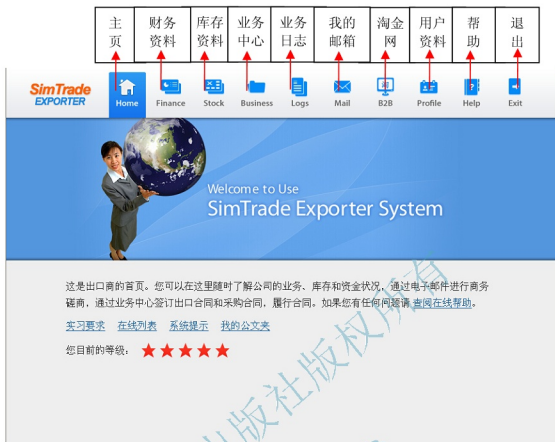 主页
财务资料
库存资料
业务中心
业务日志
我的邮箱
淘金网
用户资料
帮助
退出
SimTrade
EXPORTER
Home
Finance
Stock
Business
Logs
Mail
B2B
Profile
Help
Exit
Welcome to Use
SimTrade Exporter System
这是出口商的首页。您可以在这里随时了解公司的业务、库存和资金状况，通过电子邮件进行商务
磋商，通过业务中心签订出口合同和采购合同，履行合同。如果您有任何问题请 查阅在线帮助。
实习要求 在线列表 系统提示 我的公文夹
您目前的等级：
出版社版权所有